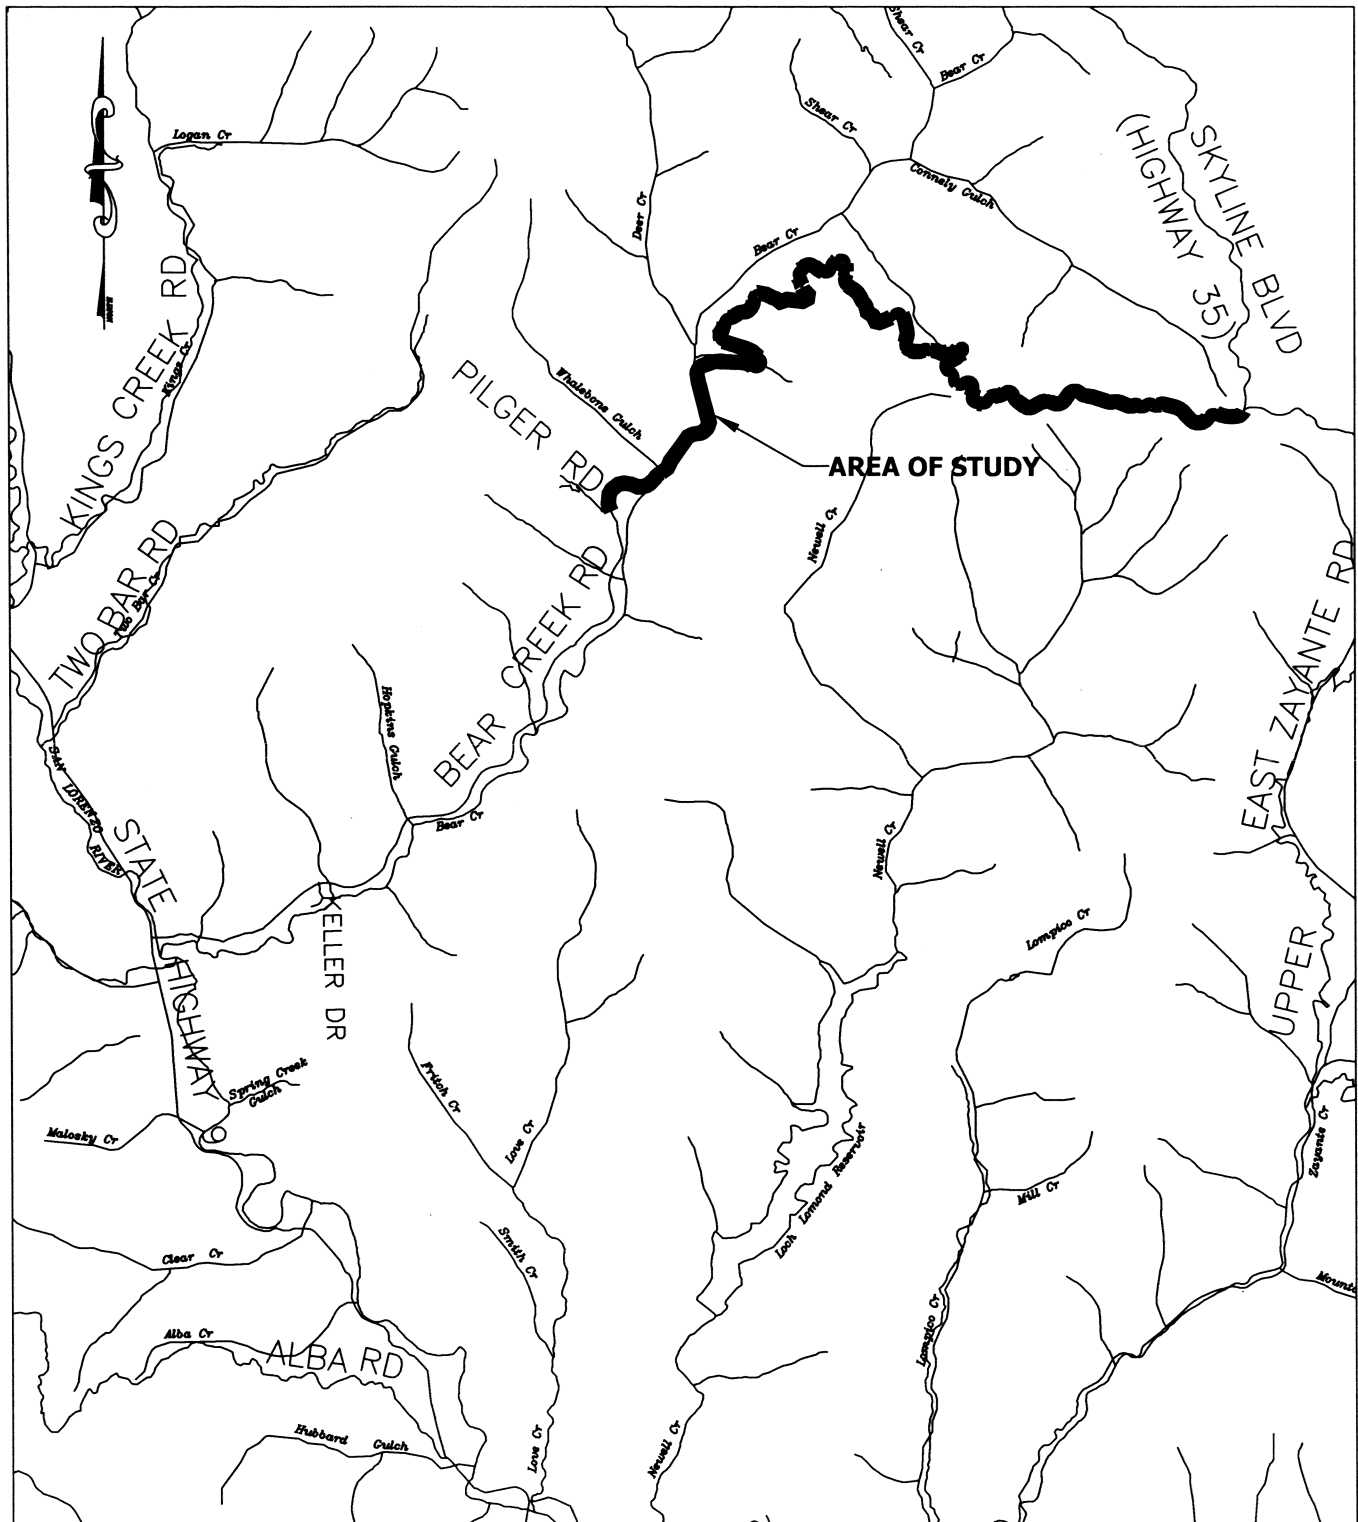 Shear Cr
Bear Cr
Shear Cr
Logan Cr
Connely Gulch
SKYLINE BLVD
(HIGHWAY 35)
Deer Cr
Bear Cr
NORTH
KINGS CREEK RD
Kings Cr
PILGER RD
Whalebone Gulch
AREA OF STUDY
Newell Cr
TWO BAR RD
Two Bar Cr
BEAR CREEK RD
EAST ZAYANTE RD
Hopkins Gulch
SAN LORENZO RIVER
Bear Cr
STATE HIGHWAY 9
Newell Cr
KELLER DR
Lompico Cr
UPPER
Spring Creek
Gulch
Fritch Cr
Malosky Cr
Love Cr
Loch Lomond Reservoir
Zayante Cr
Mill Cr
Clear Cr
Smith Cr
Mounta
Lompico Cr
Alba Cr
ALBA RD
Hubbard Gulch
Love Cr
Newell Cr